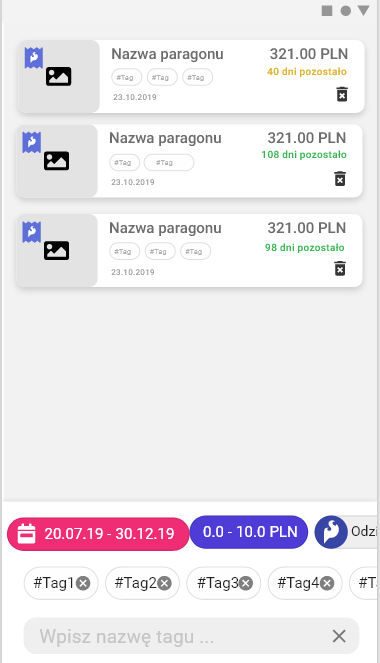 Nazwa paragonu 321.00 PLN
40 dni pozostało
#Tag #Tag #Tag
23.10.2019
Nazwa paragonu 321.00 PLN
108 dni pozostało
#Tag #Tag
23.10.2019
Nazwa paragonu 321.00 PLN
98 dni pozostało
#Tag #Tag #Tag
23.10.2019
20.07.19 - 30.12.19 0.0 - 10.0 PLN Odzi
#Tag1 #Tag2 #Tag3 #Tag4 #T
Wpisz nazwę tagu ...